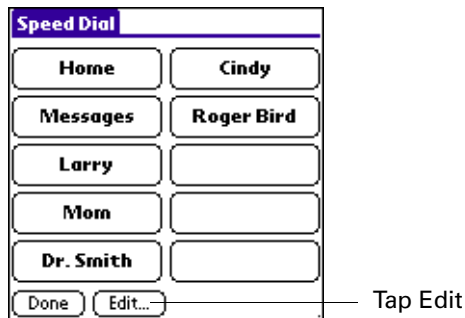 Speed Dial
Home Cindy
Messages Roger Bird
Larry
Mom
Dr. Smith
Done Edit... Tap Edit